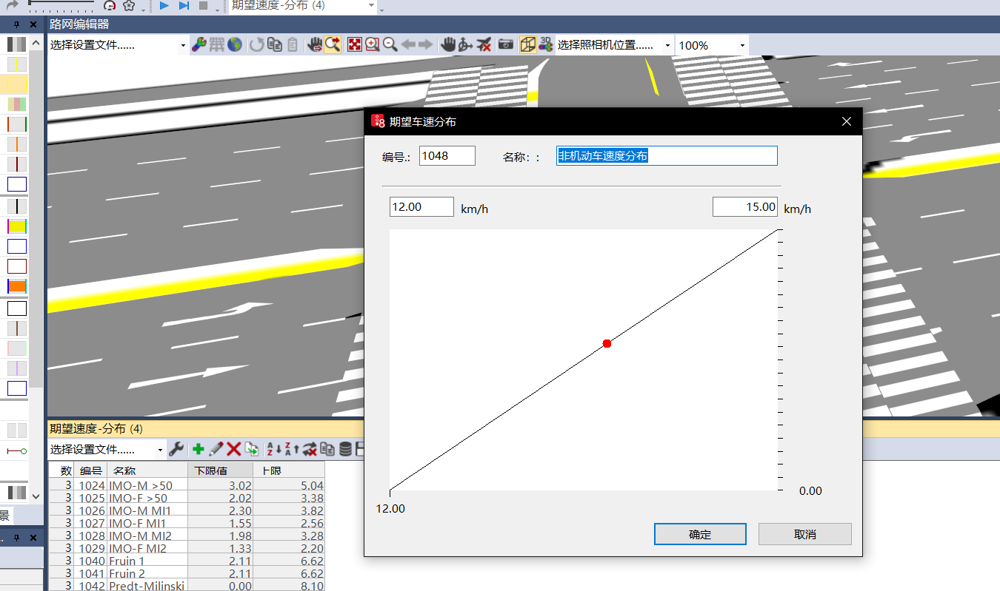 期望速度-分布 (4)
路网编辑器
选择设置文件......
3D
选择照相机位置......
100%
8 期望车速分布
编号.:
1048
名称：:
非机动车速度分布
12.00
km/h
15.00
km/h
0.00
12.00
确定
取消
景
期望速度-分布 (4)
选择设置文件......
数 编号 名称 下限值 上限
3 1024 IMO-M >50 3.02 5.04
3 1025 IMO-F >50 2.02 3.38
3 1026 IMO-M MI1 2.30 3.82
3 1027 IMO-F MI1 1.55 2.56
3 1028 IMO-M MI2 1.98 3.28
3 1029 IMO-F MI2 1.33 2.20
3 1040 Fruin 1 2.11 6.62
3 1041 Fruin 2 2.11 6.62
3 1042 Predt-Milinski 0.00 8.10